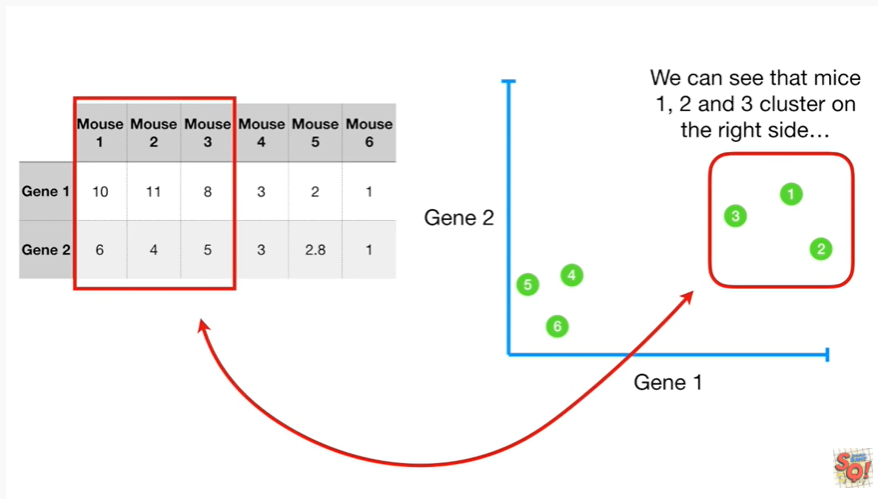 We can see that mice
1, 2 and 3 cluster on
the right side…
Mouse 1 Mouse 2 Mouse 3 Mouse 4 Mouse 5 Mouse 6
Gene 1 10 11 8 3 2 1
Gene 2 6 4 5 3 2.8 1
Gene 2
1
3
2
4
5
6
Gene 1
SQ!